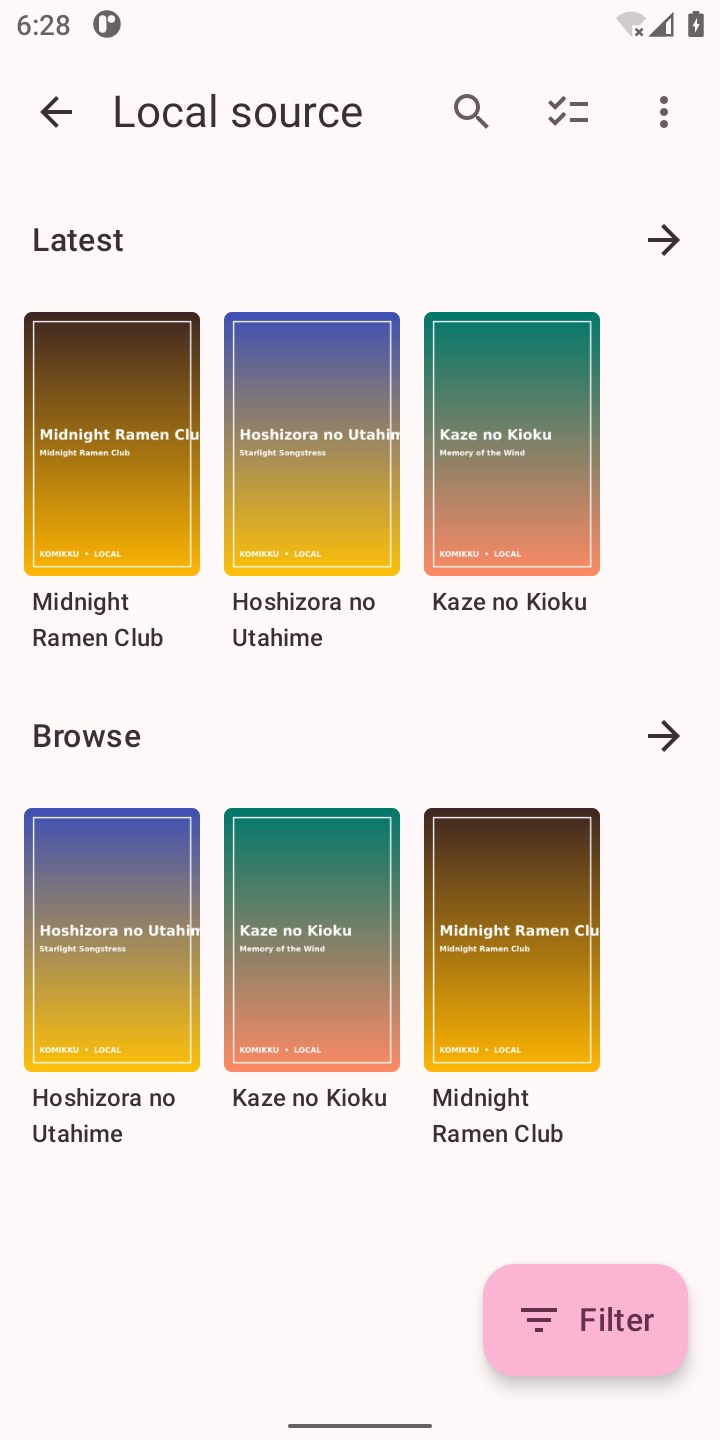 6:28
Local source
Latest
Midnight Ramen Clu
Midnight Ramen Club
KOMIKKU • LOCAL
Midnight
Ramen Club
Hoshizora no Utahim
Starlight Songstress
KOMIKKU • LOCAL
Hoshizora no
Utahime
Kaze no Kioku
Memory of the Wind
KOMIKKU • LOCAL
Kaze no Kioku
Browse
Hoshizora no Utahim
Starlight Songstress
KOMIKKU • LOCAL
Hoshizora no
Utahime
Kaze no Kioku
Memory of the Wind
KOMIKKU • LOCAL
Kaze no Kioku
Midnight Ramen Clu
Midnight Ramen Club
KOMIKKU • LOCAL
Midnight
Ramen Club
Filter